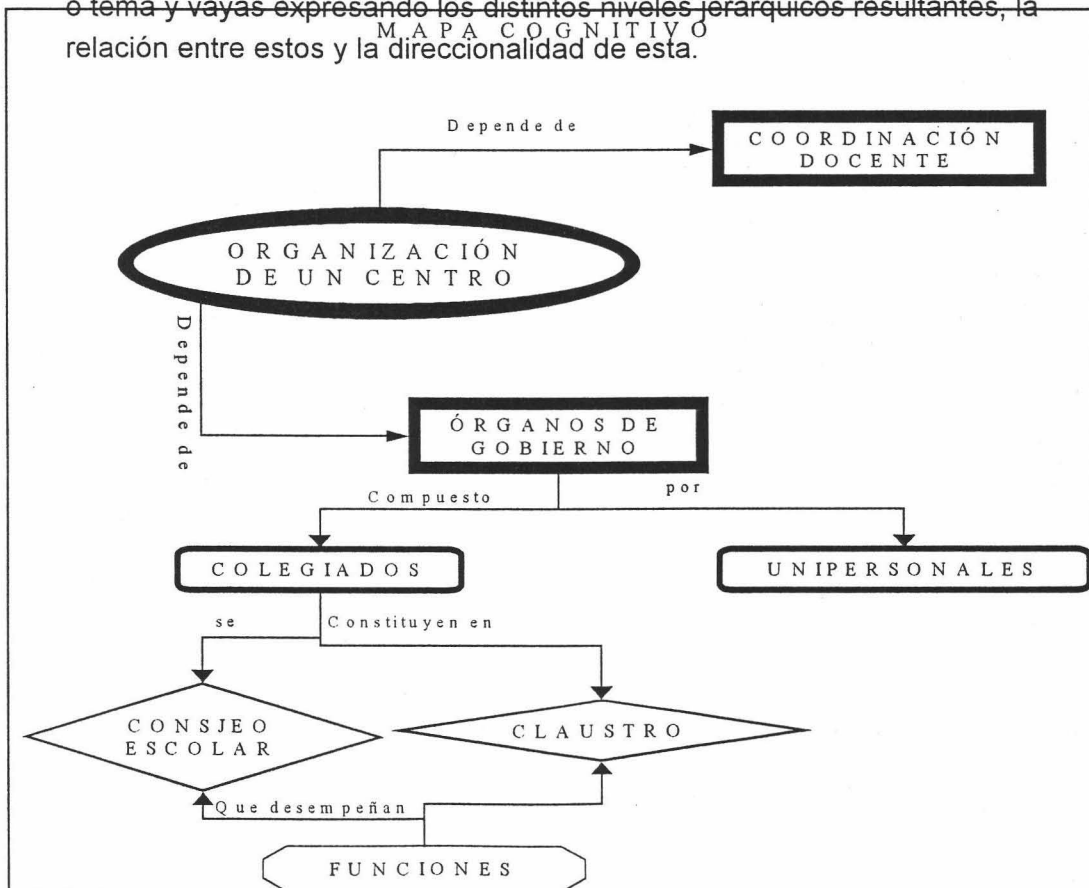 o tema y vayas expresando los distintos niveles jerárquicos resultantes, la
MAPA COGNITIVO
relación entre estos y la direccionalidad de esta.
Depende de
COORDINACIÓN
DOCENTE
ORGANIZACIÓN
DE UN CENTRO
Depende de
ÓRGANOS DE
GOBIERNO
Compuesto por
COLEGIADOS
UNIPERSONALES
se Constituyen en
CONSJEO
ESCOLAR
CLAUSTRO
Que desempeñan
FUNCIONES